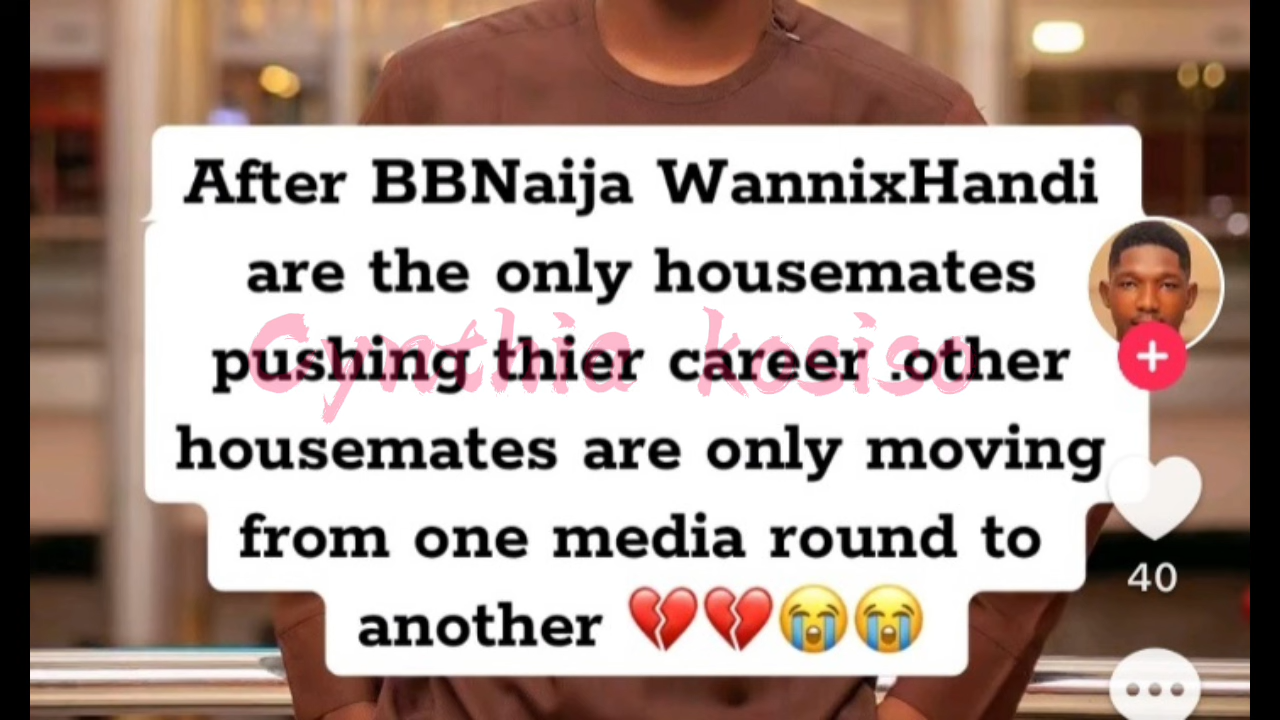 After BBNaija WannixHandi
are the only housemates
pushing thier career .other
Cynthia kosiso
housemates are only moving
from one media round to
another 💔💔😭😭
40